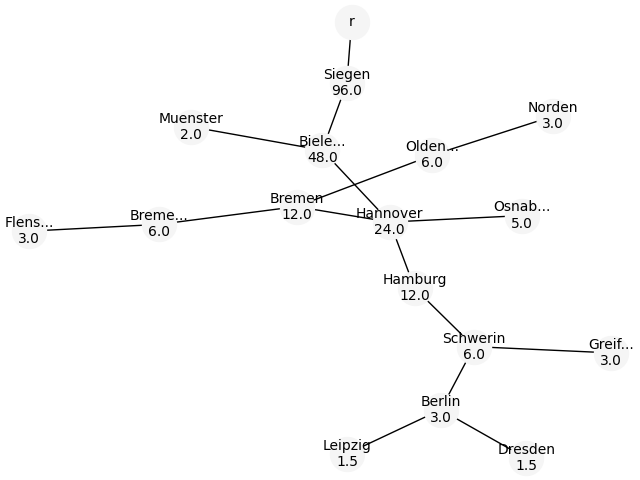 r
Siegen
96.0
Norden
3.0
Muenster
2.0
Biele...
48.0
Olden...
6.0
Bremen
12.0
Hannover
24.0
Osnab...
5.0
Breme...
6.0
Flens...
3.0
Hamburg
12.0
Schwerin
6.0
Greif...
3.0
Berlin
3.0
Leipzig
1.5
Dresden
1.5